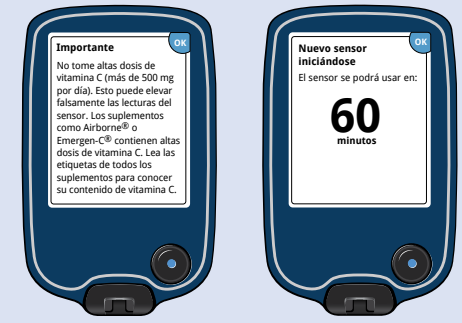 OK
Importante
No tome altas dosis de
vitamina C (más de 500 mg
por día). Esto puede elevar
falsamente las lecturas del
sensor. Los suplementos
como Airborne® o
Emergen-C® contienen altas
dosis de vitamina C. Lea las
etiquetas de todos los
suplementos para conocer
su contenido de vitamina C.
OK
Nuevo sensor
iniciándose
El sensor se podrá usar en:
60
minutos